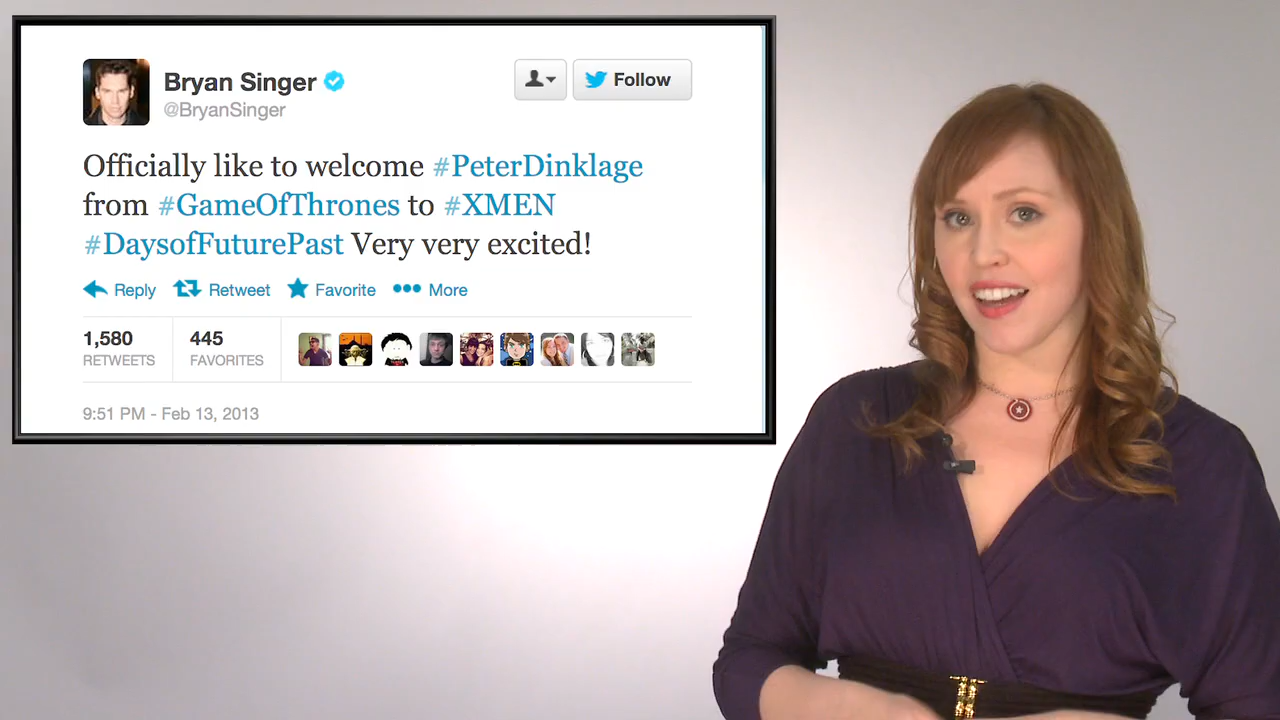 Bryan Singer
@BryanSinger
Follow
Officially like to welcome #PeterDinklage
from #GameOfThrones to #XMEN
#DaysofFuturePast Very very excited!
Reply Retweet Favorite More
1,580 445
RETWEETS FAVORITES
9:51 PM - Feb 13, 2013